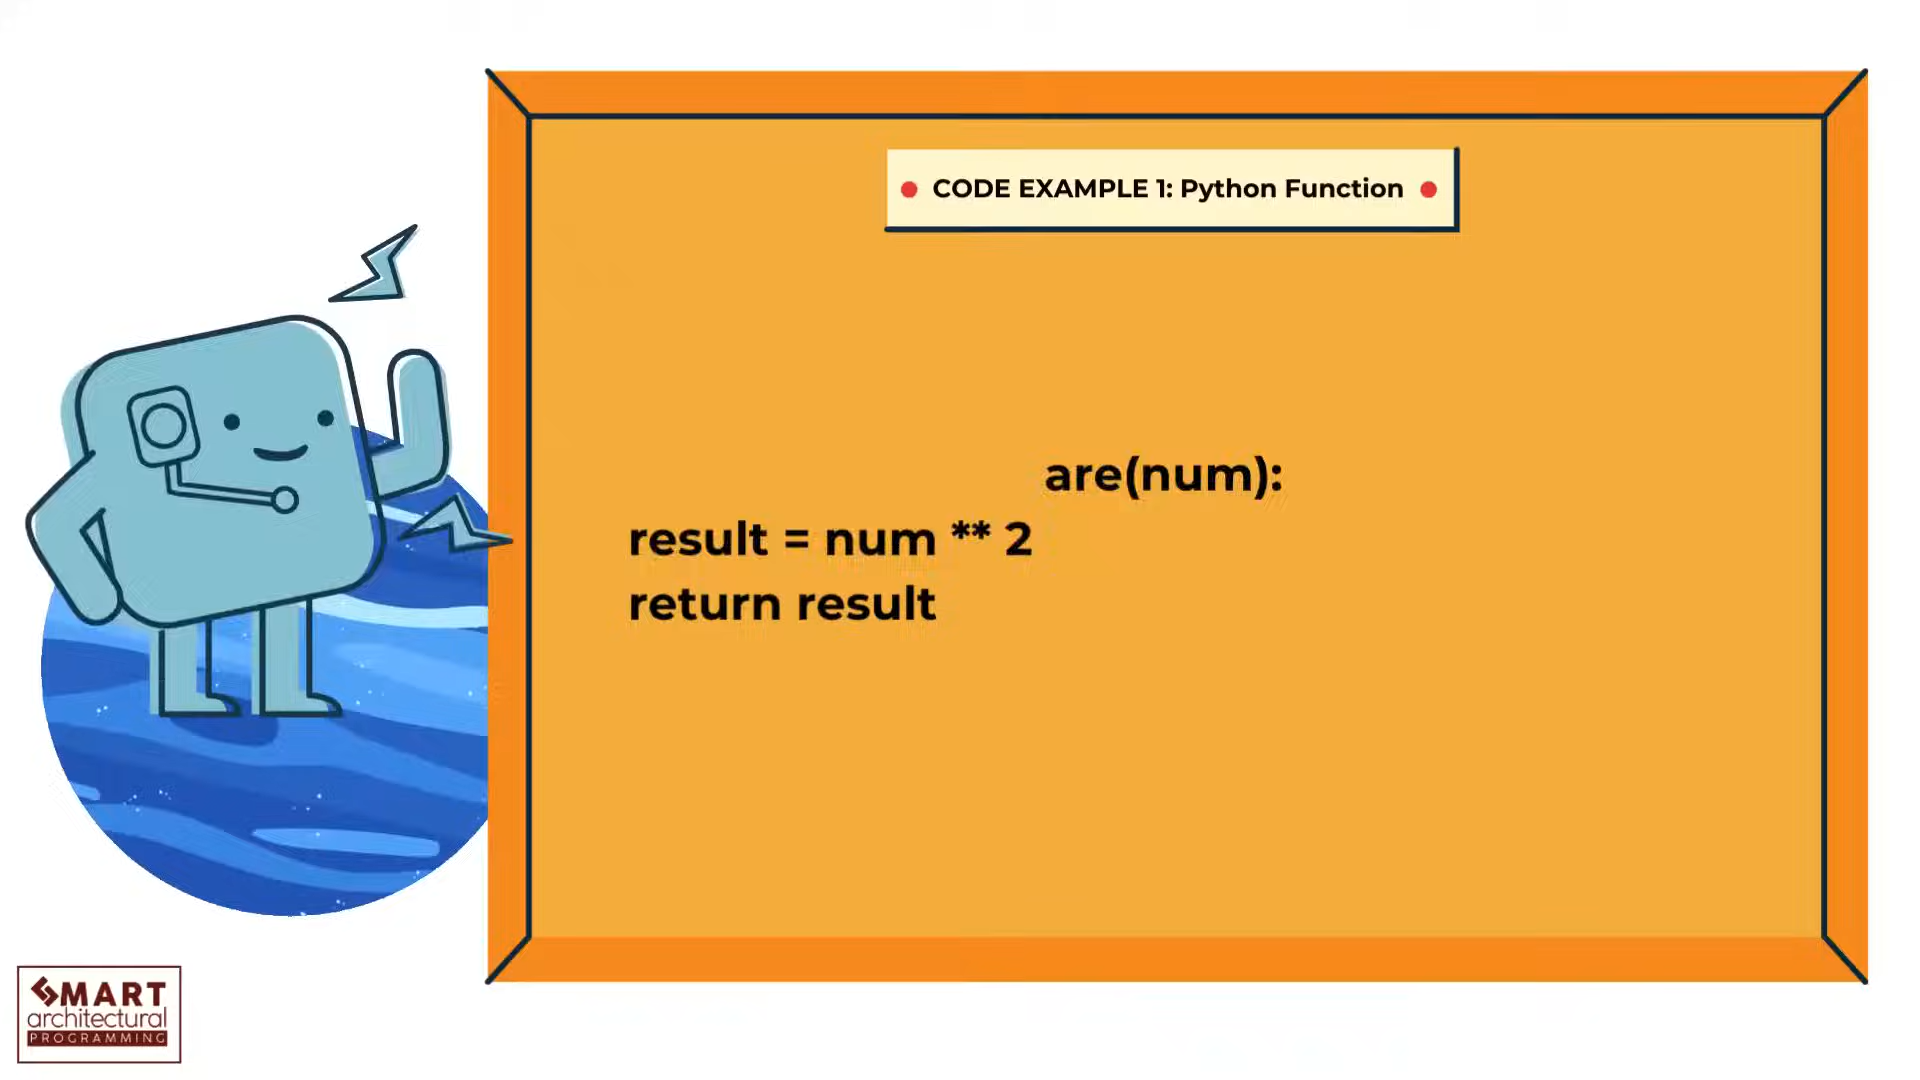 CODE EXAMPLE 1: Python Function
are(num):
result = num ** 2
return result
SMART
architectural
PROGRAMMING